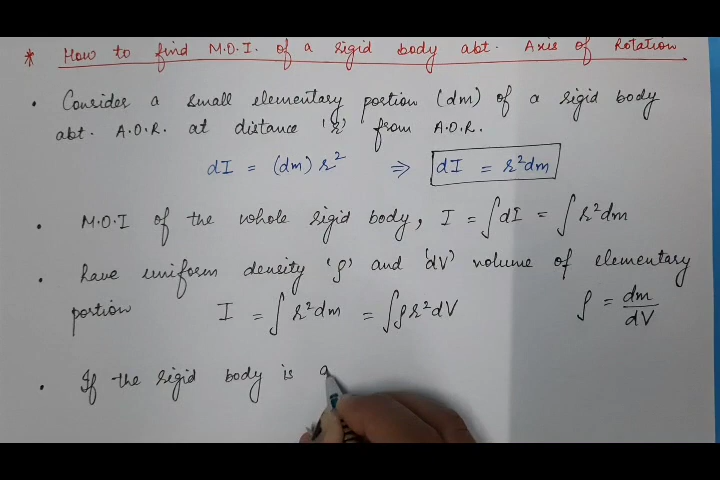 * How to find M.O.I. of a rigid body abt. Axis of Rotation
• Consider a small elementary portion (dm) of a rigid body
abt. A.O.R. at distance 'r' from A.O.R.
dI = (dm) r² ⇒ dI = r²dm
• M.O.I of the whole rigid body, I = ∫dI = ∫r²dm
• have uniform density 'ρ' and 'dV' volume of elementary
portion I = ∫r²dm = ∫ρr²dV ρ = dm/dV
• If the rigid body is a